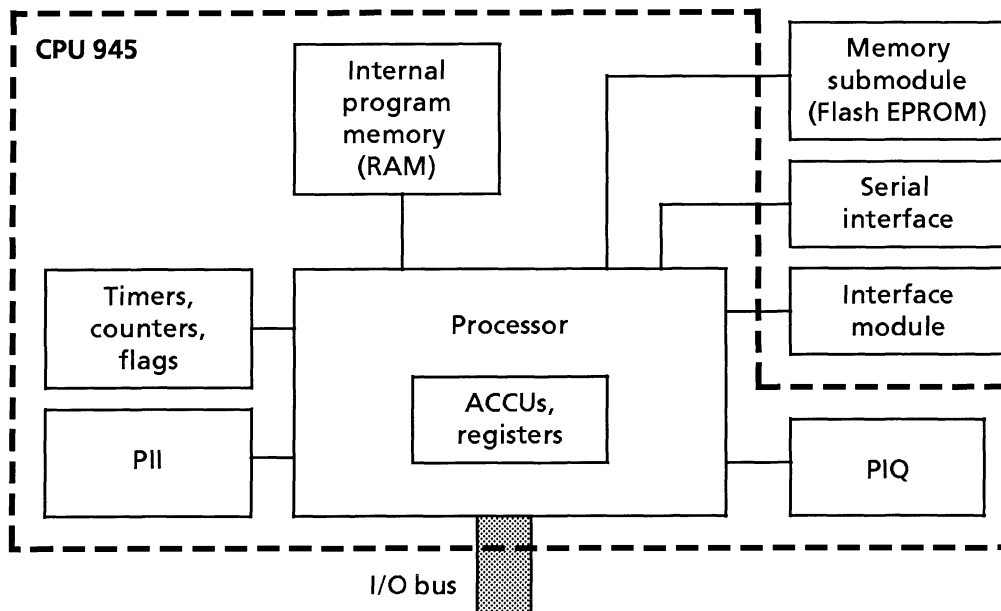 CPU 945
Internal
program
memory
(RAM)
Memory
submodule
(Flash EPROM)
Serial
interface
Interface
module
Timers,
counters,
flags
Processor
ACCUs,
registers
PII
PIQ
I/O bus